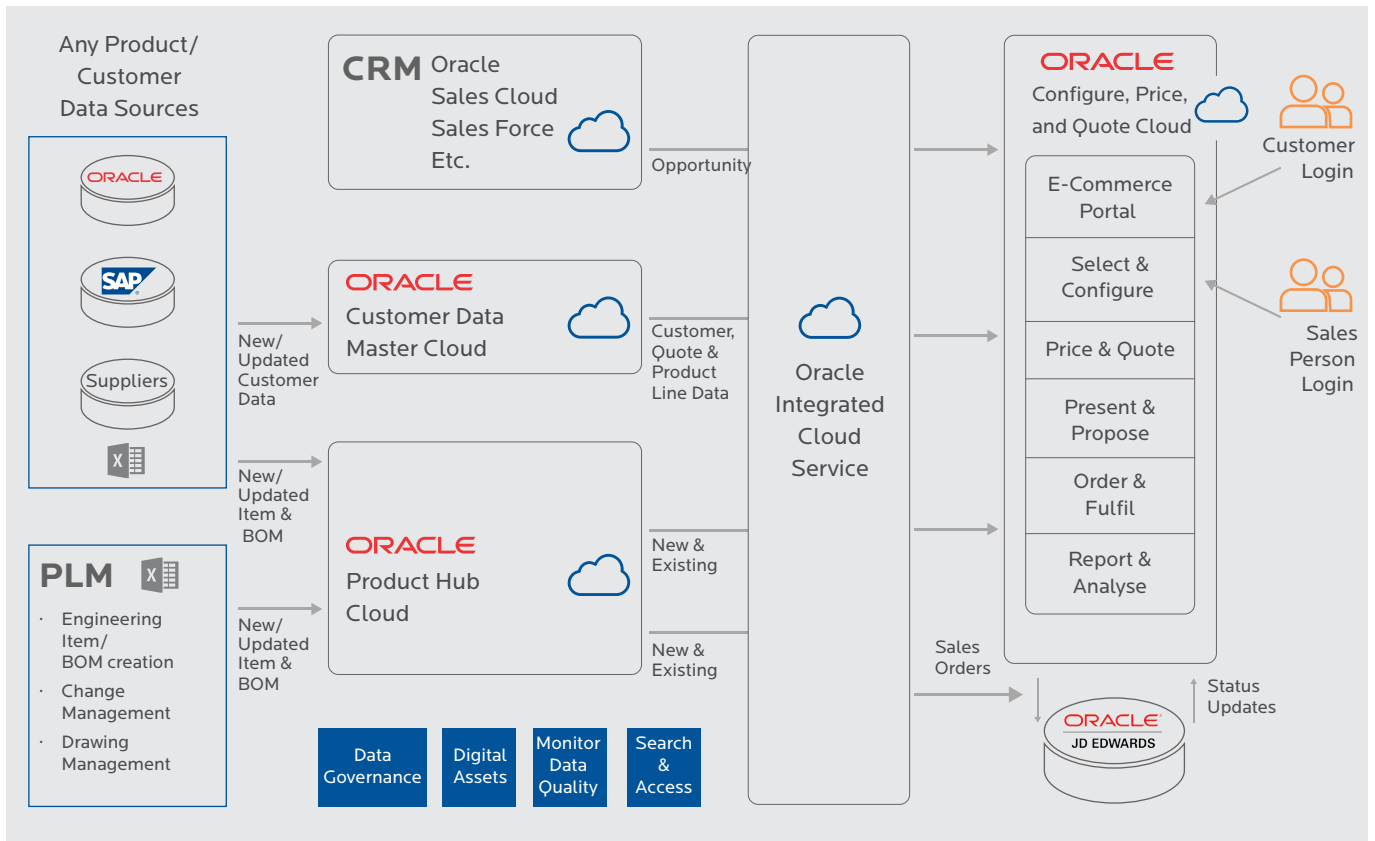 Any Product/
Customer
Data Sources
ORACLE
SAP
Suppliers
X
PLM
X
· Engineering
Item/
BOM creation
· Change
Management
· Drawing
Management
New/
Updated
Customer
Data
New/
Updated
Item &
BOM
New/
Updated
Item &
BOM
CRM Oracle
Sales Cloud
Sales Force
Etc.
ORACLE
Customer Data
Master Cloud
ORACLE
Product Hub
Cloud
Data
Governance
Digital
Assets
Monitor
Data
Quality
Search
&
Access
Opportunity
Customer,
Quote &
Product
Line Data
New &
Existing
New &
Existing
Oracle
Integrated
Cloud
Service
ORACLE
Configure, Price,
and Quote Cloud
E-Commerce
Portal
Select &
Configure
Price & Quote
Present &
Propose
Order &
Fulfil
Report &
Analyse
Sales
Orders
Status
Updates
ORACLE
JD EDWARDS
Customer
Login
Sales
Person
Login